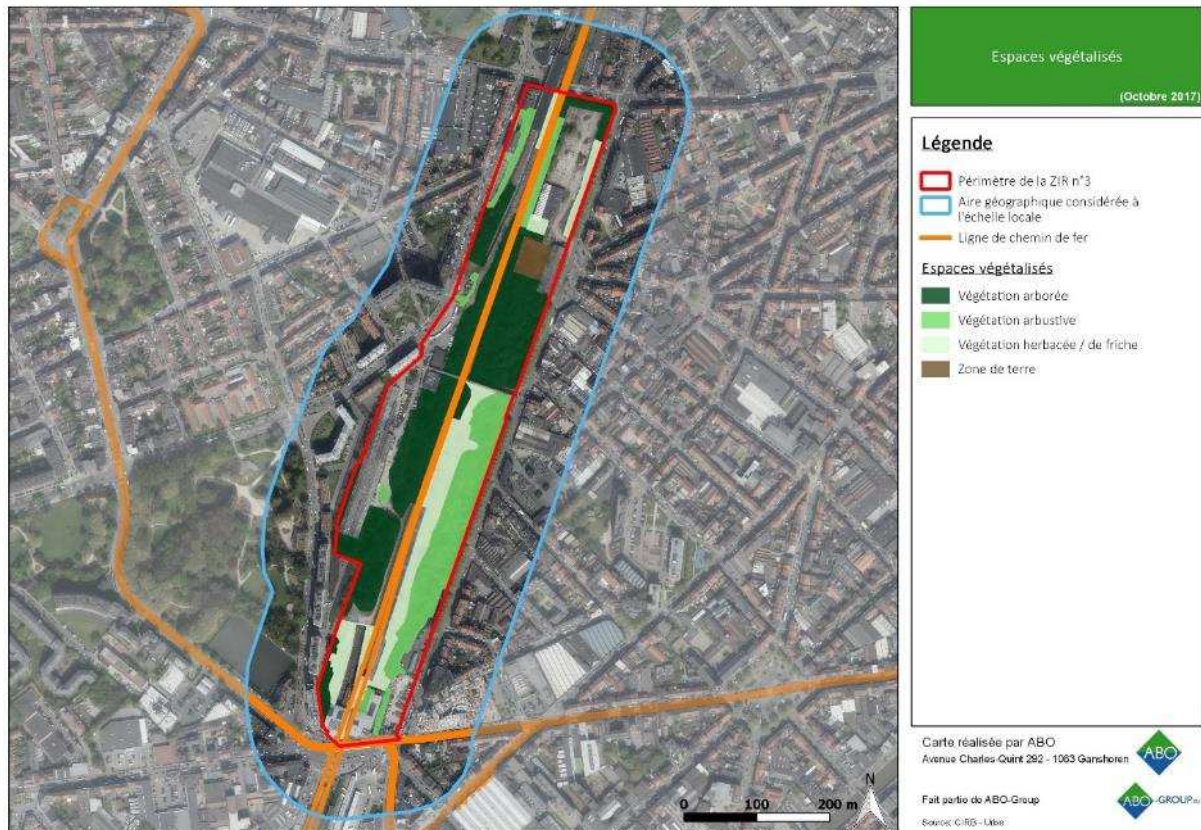 Espaces végétalisés
(Octobre 2017)
Légende
Périmètre de la ZIR n°3
Aire géographique considérée à
l'échelle locale
Ligne de chemin de fer
Espaces végétalisés
Végétation arborée
Végétation arbustive
Végétation herbacée / de friche
Zone de terre
N
0 100 200 m
Carte réalisée par ABO
Avenue Charles-Quint 292 - 1083 Ganshoren
ABO
Fait partie de ABO-Group
ABO-GROUP
Source: CIRB - Urbis